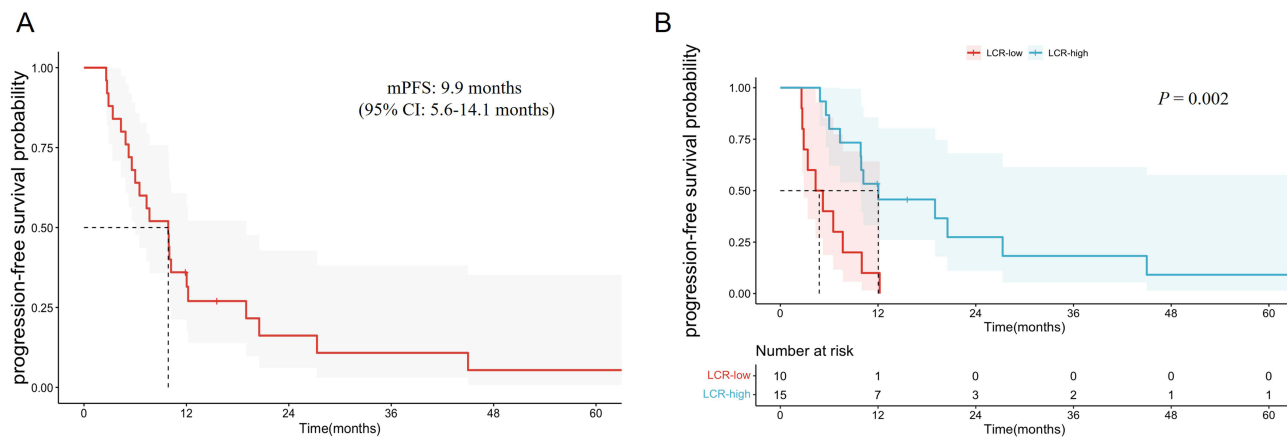 A
progression-free survival probability
1.00
0.75
0.50
0.25
0.00
mPFS: 9.9 months
(95% CI: 5.6-14.1 months)
0 12 24 36 48 60
Time(months)
B
LCR-low LCR-high
progression-free survival probability
1.00
0.75
0.50
0.25
0.00
P = 0.002
0 12 24 36 48 60
Time(months)
Number at risk
LCR-low 10 1 0 0 0 0
LCR-high 15 7 3 2 1 1
0 12 24 36 48 60
Time(months)